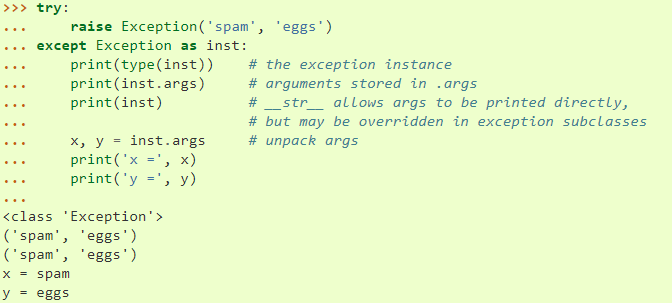 >>> try:
...     raise Exception('spam', 'eggs')
... except Exception as inst:
...     print(type(inst))    # the exception instance
...     print(inst.args)     # arguments stored in .args
...     print(inst)          # __str__ allows args to be printed directly,
...                          # but may be overridden in exception subclasses
...     x, y = inst.args     # unpack args
...     print('x =', x)
...     print('y =', y)
...
<class 'Exception'>
('spam', 'eggs')
('spam', 'eggs')
x = spam
y = eggs